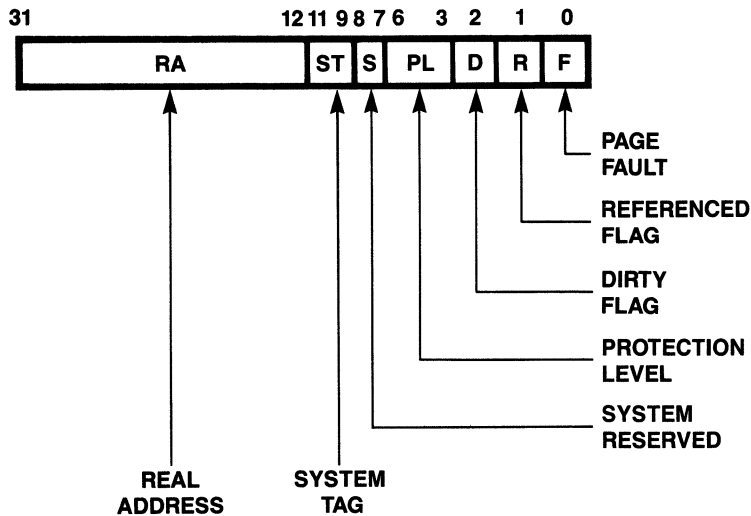 31 12 11 9 8 7 6 3 2 1 0
RA ST S PL D R F
PAGE
FAULT
REFERENCED
FLAG
DIRTY
FLAG
PROTECTION
LEVEL
SYSTEM
RESERVED
REAL
ADDRESS
SYSTEM
TAG